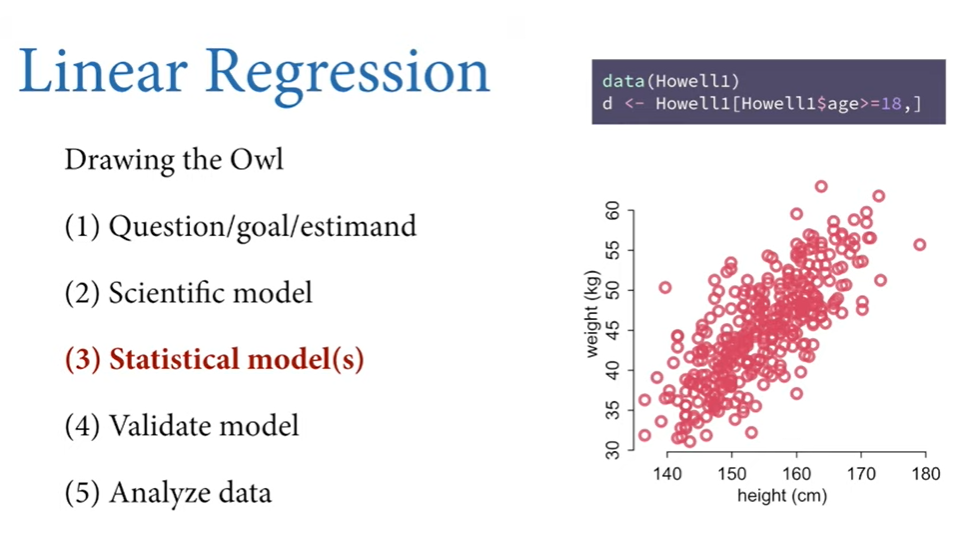 Linear Regression
Drawing the Owl
(1) Question/goal/estimand
(2) Scientific model
(3) Statistical model(s)
(4) Validate model
(5) Analyze data
data(Howell1)
d <- Howell1[Howell1$age>=18,]
weight (kg)
60
55
50
45
40
35
30
140 150 160 170 180
height (cm)